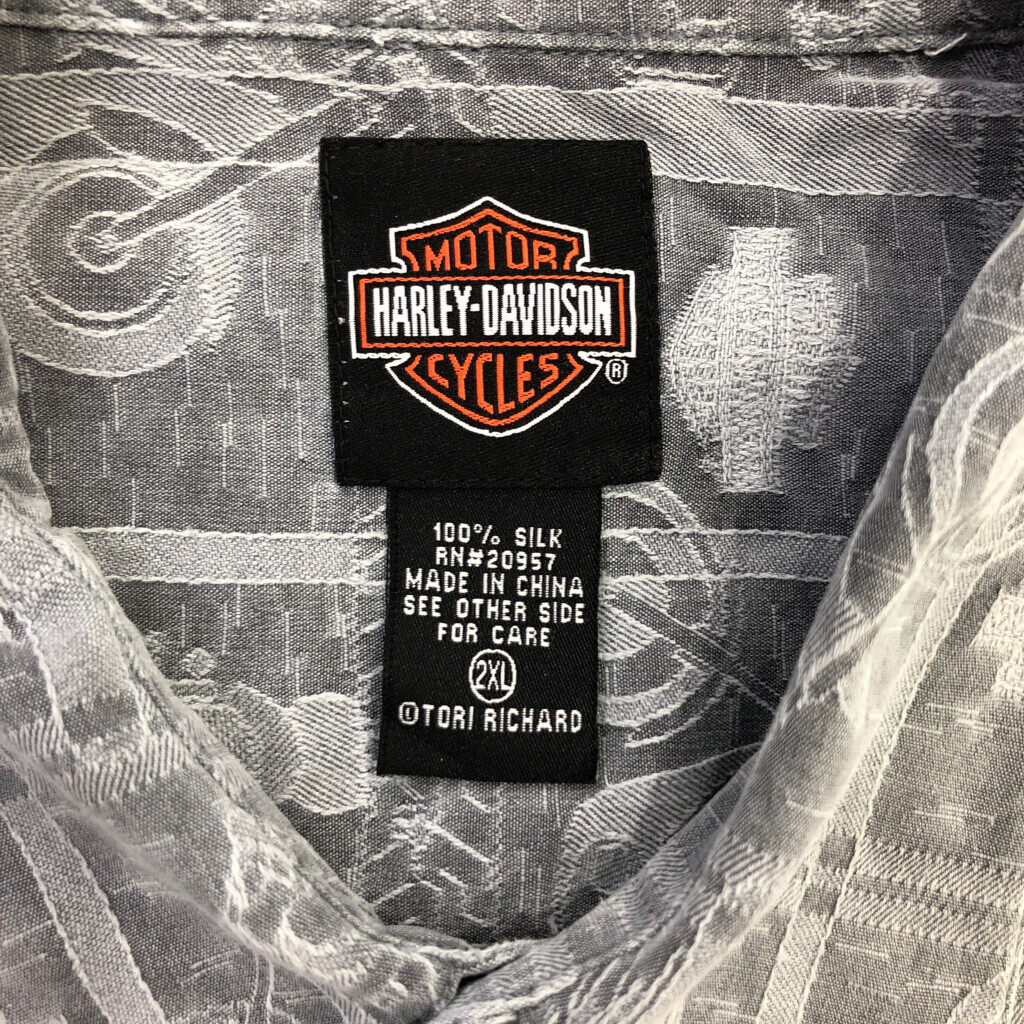 MOTOR
HARLEY-DAVIDSON
CYCLES
®
100% SILK
RN#20957
MADE IN CHINA
SEE OTHER SIDE
FOR CARE
2XL
©TORI RICHARD